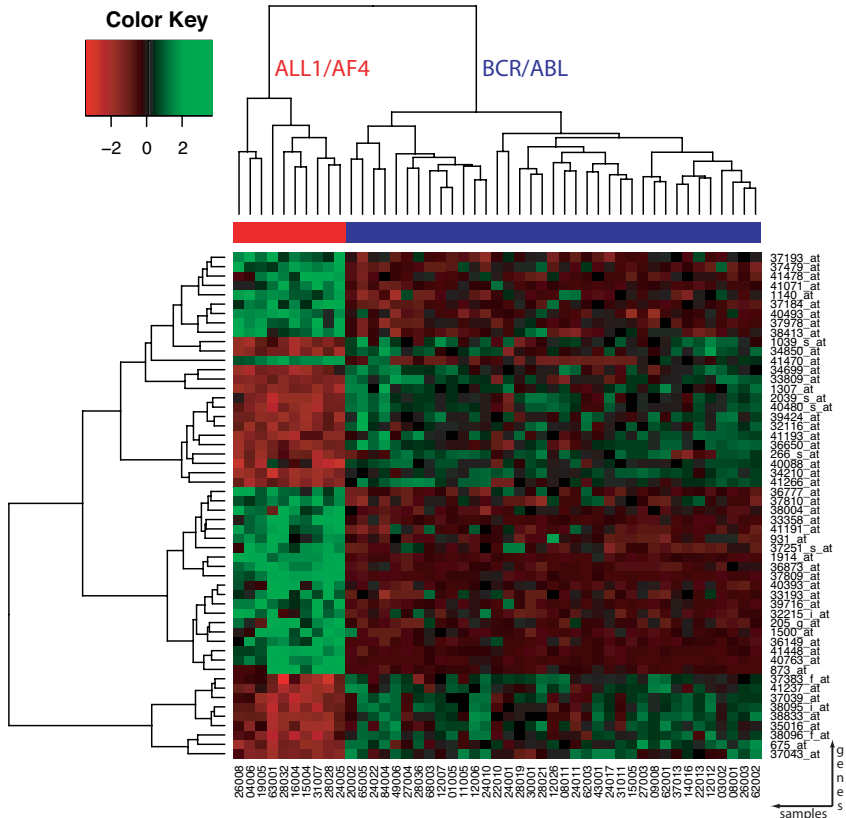 Color Key
−2 0 2
ALL1/AF4
BCR/ABL
37193_at
37479_at
41478_at
41071_at
1140_at
37184_at
40493_at
37978_at
38413_at
1039_s_at
34850_at
41470_at
34699_at
33809_at
1307_at
2039_s_at
40480_s_at
39424_at
32116_at
41193_at
36650_at
266_s_at
40088_at
34210_at
41266_at
36777_at
37810_at
38004_at
33358_at
41191_at
931_at
37251_s_at
1914_at
36873_at
37809_at
40393_at
33193_at
39716_at
32215_i_at
205_g_at
1500_at
36149_at
41448_at
40763_at
873_at
37383_f_at
41237_at
37039_at
38095_i_at
38833_at
35016_at
38096_f_at
675_at
37043_at
26008
04006
19005
63001
28032
16004
15004
31007
28028
24005
20002
65005
24022
84004
49006
27004
28036
68003
12007
01005
11005
12006
24010
22010
24001
28019
30001
28021
12026
08011
24011
62003
43001
24017
31011
15005
27003
09008
62001
37013
14016
22013
12012
03002
08001
26003
62002
genes
samples